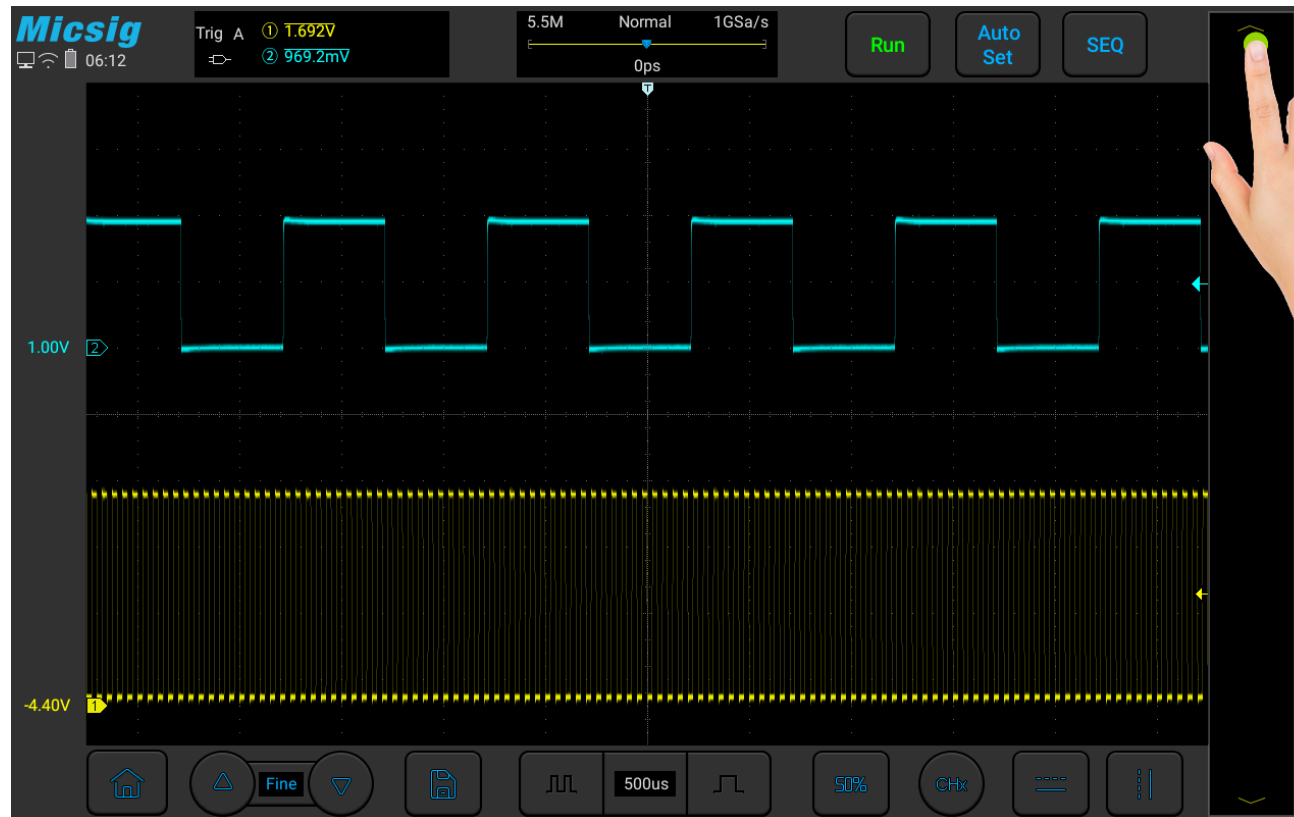 Micsig
06:12
Trig A ① 1.692V
② 969.2mV
5.5M Normal 1GSa/s
T
0ps
Run
Auto
Set
SEQ
1.00V 2
-4.40V 1
Fine
500us
50%
CHx